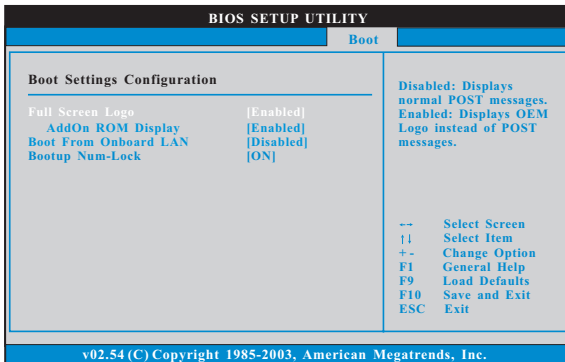 BIOS SETUP UTILITY
Boot
Boot Settings Configuration
Full Screen Logo [Enabled]
AddOn ROM Display [Enabled]
Boot From Onboard LAN [Disabled]
Bootup Num-Lock [ON]
Disabled: Displays
normal POST messages.
Enabled: Displays OEM
Logo instead of POST
messages.
←→ Select Screen
↑↓ Select Item
+ - Change Option
F1 General Help
F9 Load Defaults
F10 Save and Exit
ESC Exit
v02.54 (C) Copyright 1985-2003, American Megatrends, Inc.